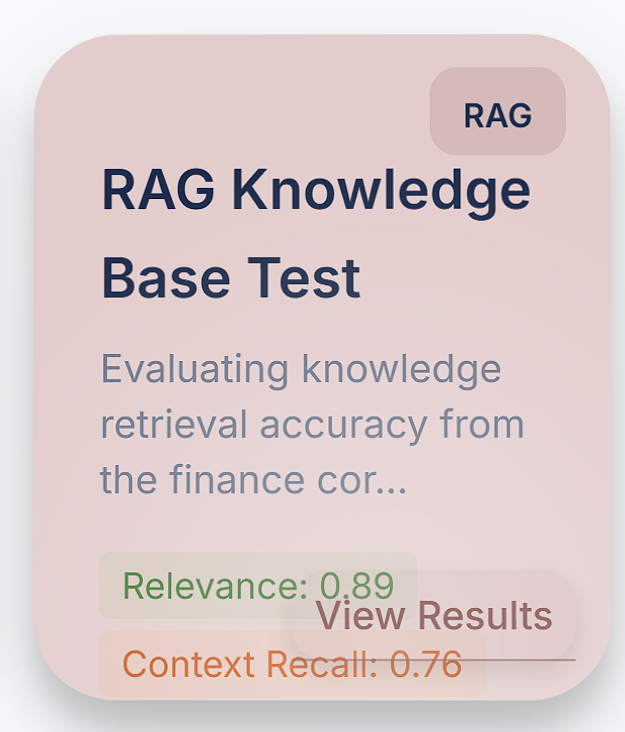 RAG
RAG Knowledge
Base Test
Evaluating knowledge
retrieval accuracy from
the finance cor...
Relevance: 0.89
View Results
Context Recall: 0.76